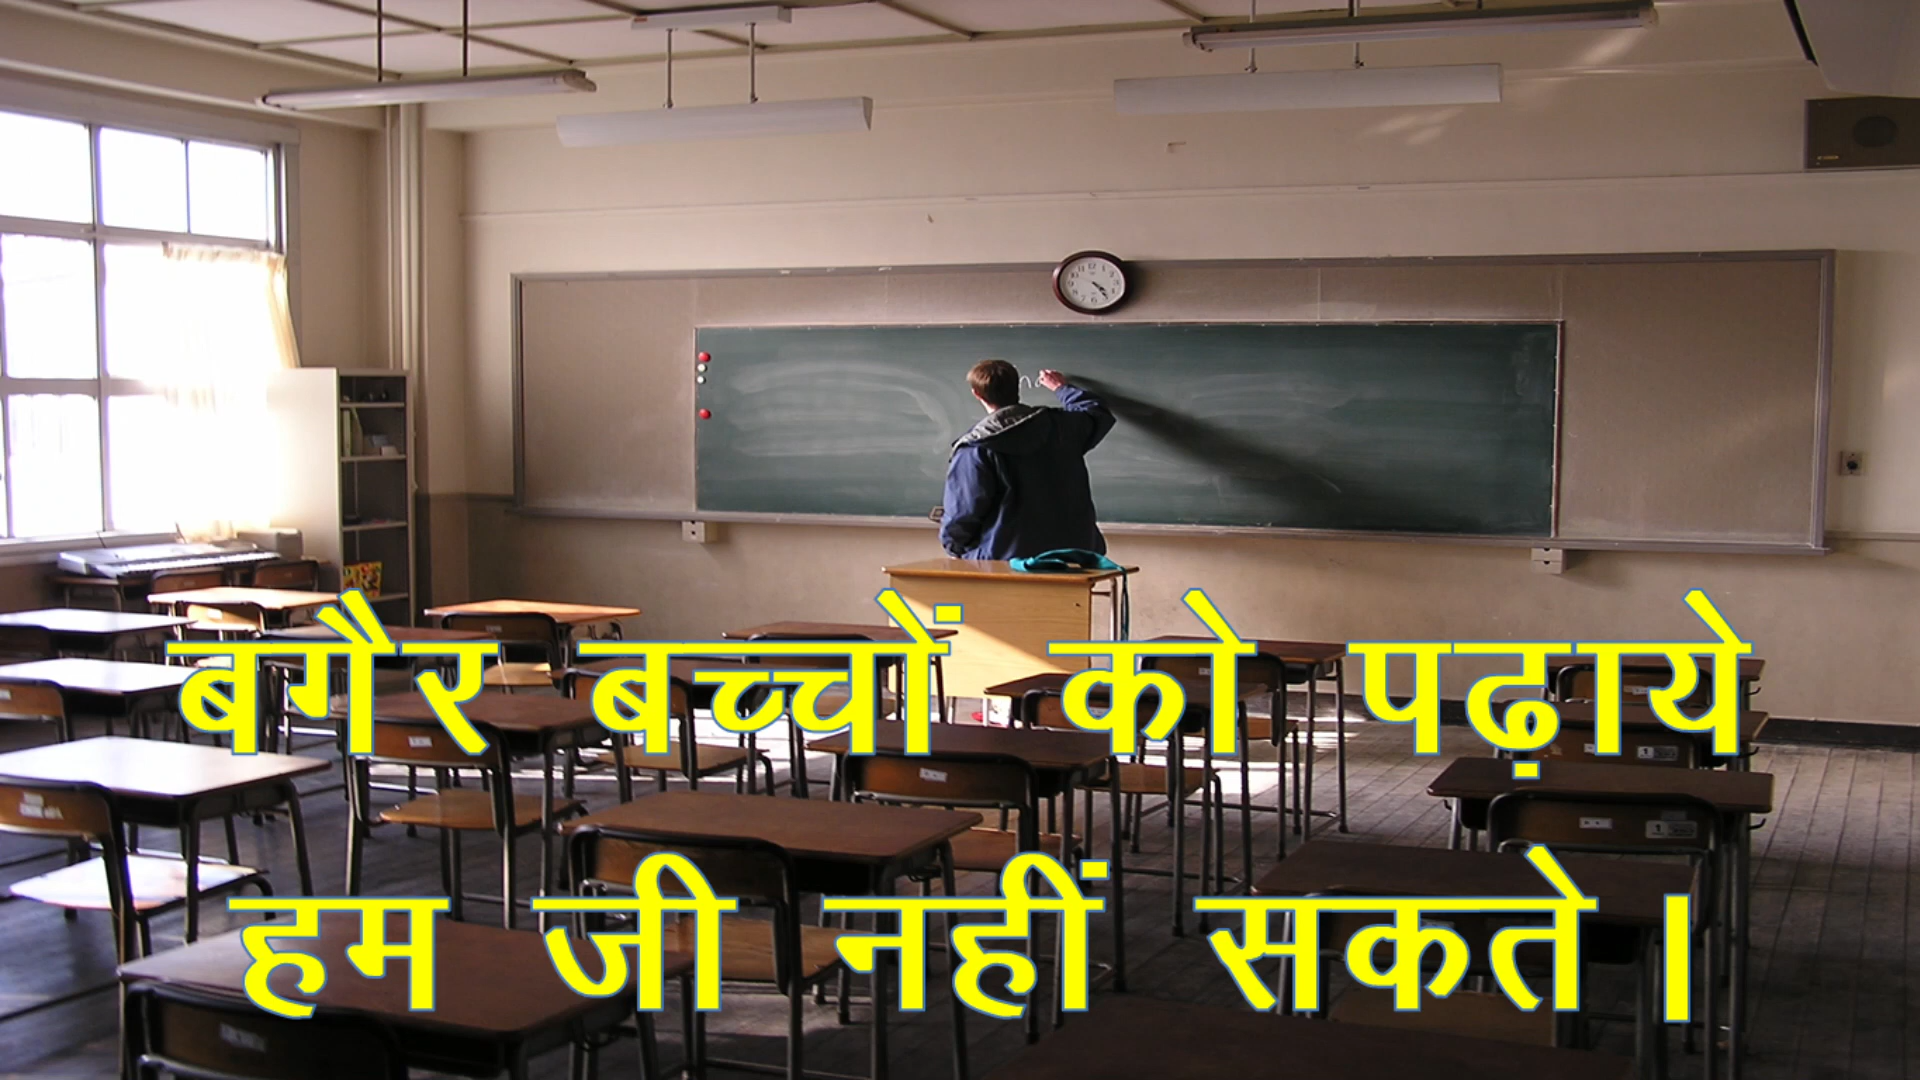 बगैर बच्चों को पढ़ाये
हम जी नहीं सकते।